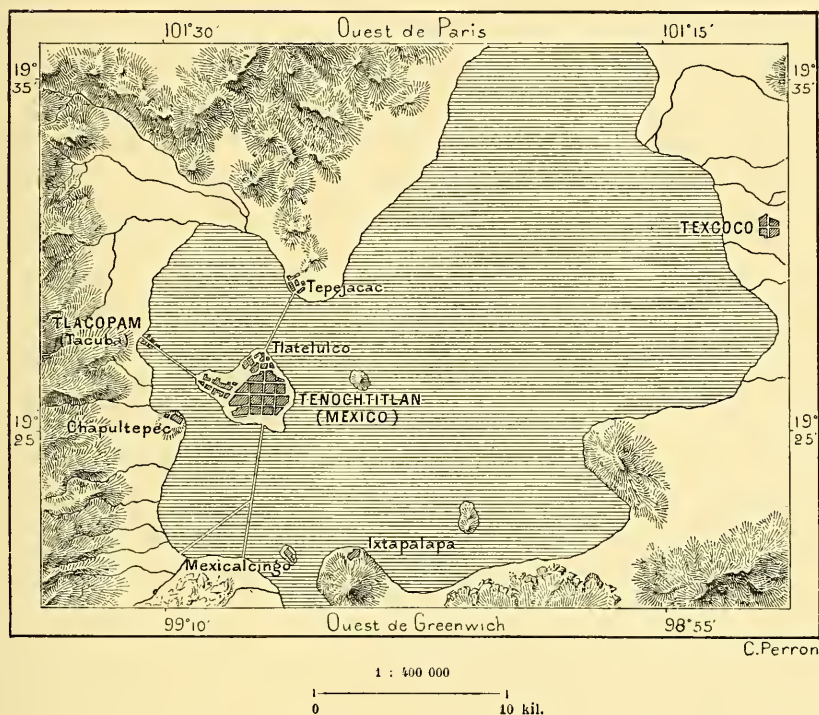 101°30′ Ouest de Paris 101°15′
19° 35′
19° 35′
TEXCOCO
Tepejacac
TLACOPAM
(Tacuba)
Tlatelulco
TENOCHTITLAN
(MEXICO)
Chapultepec
19° 25′
19° 25′
Ixtapalapa
Mexicalcingo
99°10′ Ouest de Greenwich 98°55′
C.Perron
1 : 400 000
0 10 kil.